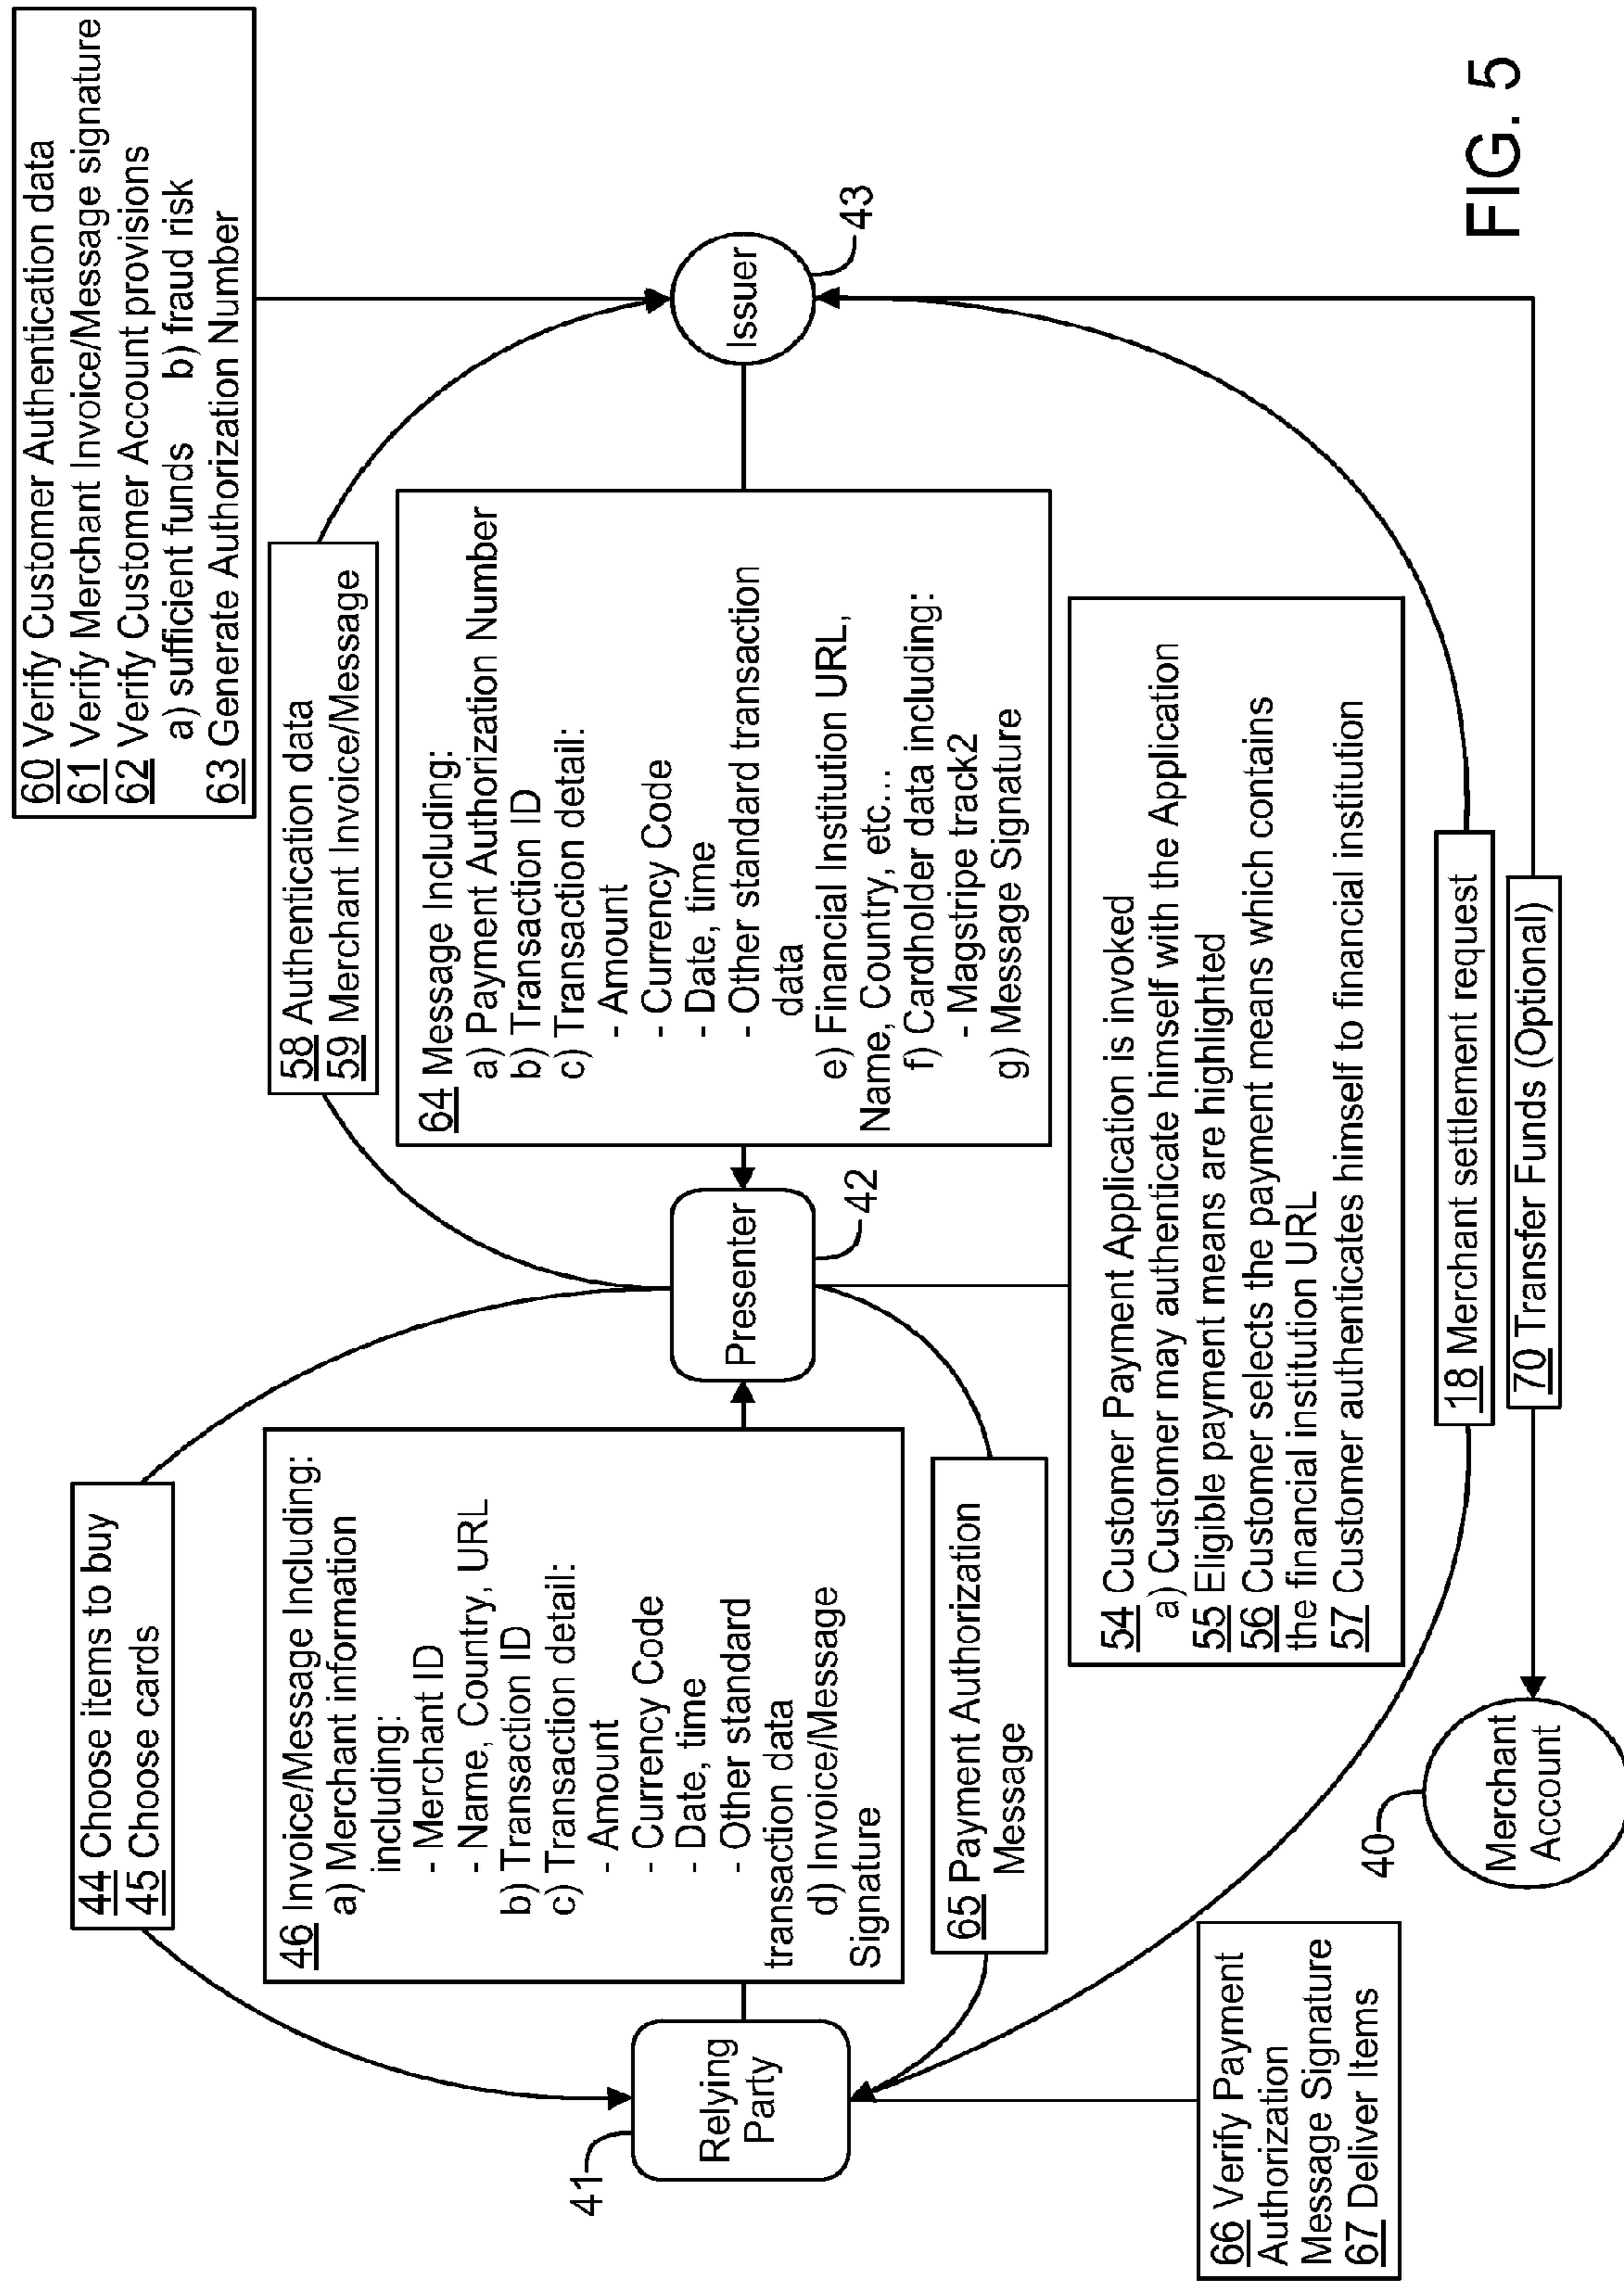 44 Choose items to buy
45 Choose cards
60 Verify Customer Authentication data
61 Verify Merchant Invoice/Message signature
62 Verify Customer Account provisions
a) sufficient funds b) fraud risk
63 Generate Authorization Number
58 Authentication data
59 Merchant Invoice/Message
46 Invoice/Message Including:
a) Merchant information
including:
- Merchant ID
- Name, Country, URL
b) Transaction ID
c) Transaction detail:
- Amount
- Currency Code
- Date, time
- Other standard
transaction data
d) Invoice/Message
Signature
64 Message Including:
a) Payment Authorization Number
b) Transaction ID
c) Transaction detail:
- Amount
- Currency Code
- Date, time
- Other standard transaction
data
e) Financial Institution URL,
Name, Country, etc...
f) Cardholder data including:
- Magstripe track2
g) Message Signature
41
Relying
Party
Presenter
42
Issuer
43
65 Payment Authorization
Message
54 Customer Payment Application is invoked
a) Customer may authenticate himself with the Application
55 Eligible payment means are highlighted
56 Customer selects the payment means which contains
the financial institution URL
57 Customer authenticates himself to financial institution
66 Verify Payment
Authorization
Message Signature
67 Deliver Items
40
Merchant
Account
18 Merchant settlement request
70 Transfer Funds (Optional)
FIG. 5